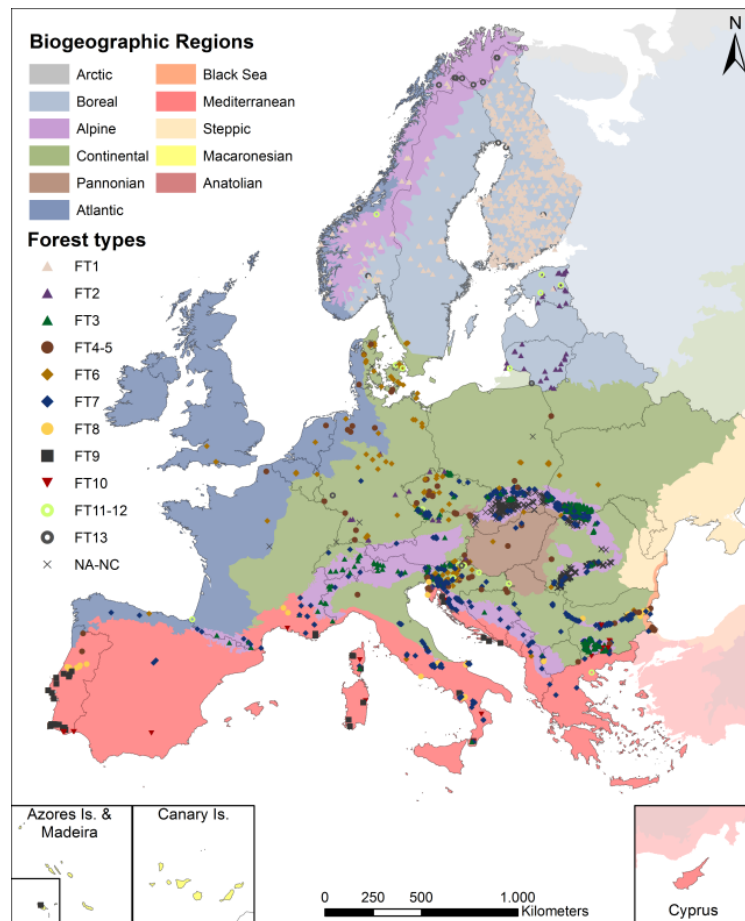 N
Biogeographic Regions
Arctic
Black Sea
Boreal
Mediterranean
Alpine
Steppic
Continental
Macaronesian
Pannonian
Anatolian
Atlantic
Forest types
FT1
FT2
FT3
FT4-5
FT6
FT7
FT8
FT9
FT10
FT11-12
FT13
NA-NC
Azores Is. &
Madeira
Canary Is.
0 250 500 1.000
Kilometers
Cyprus